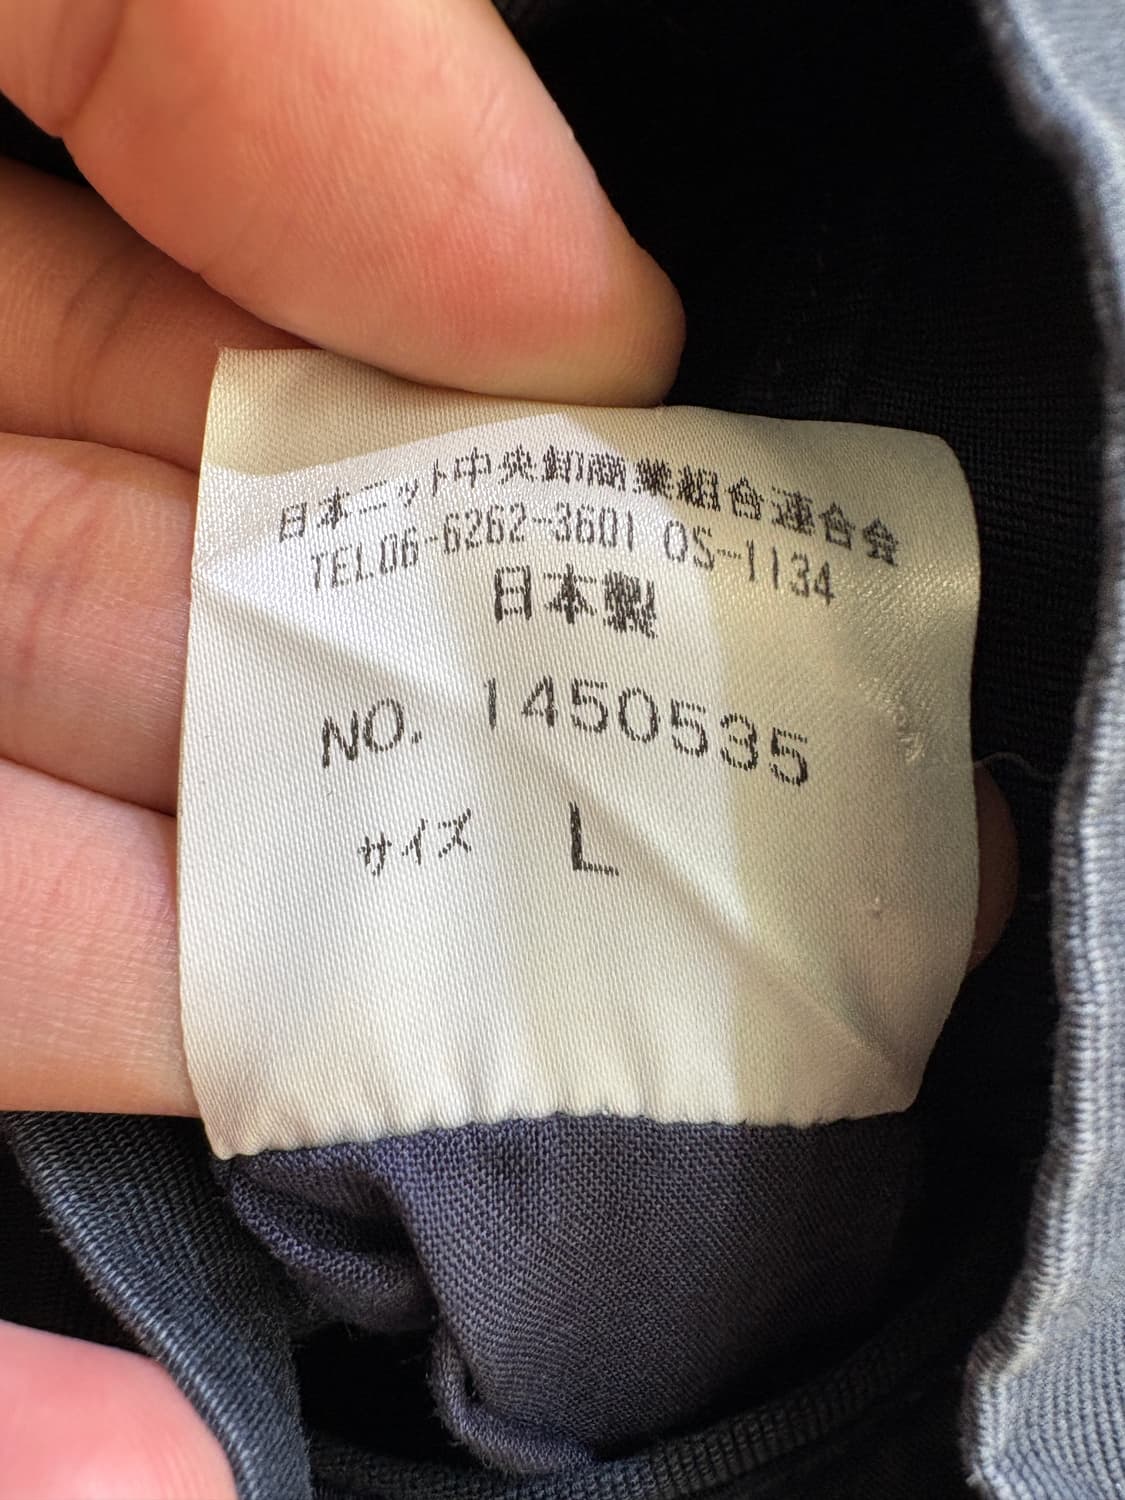 日本ニット中央卸商業組合連合会
TEL06-6262-3601 OS-1134
日本製
NO. 1450535
サイズ L